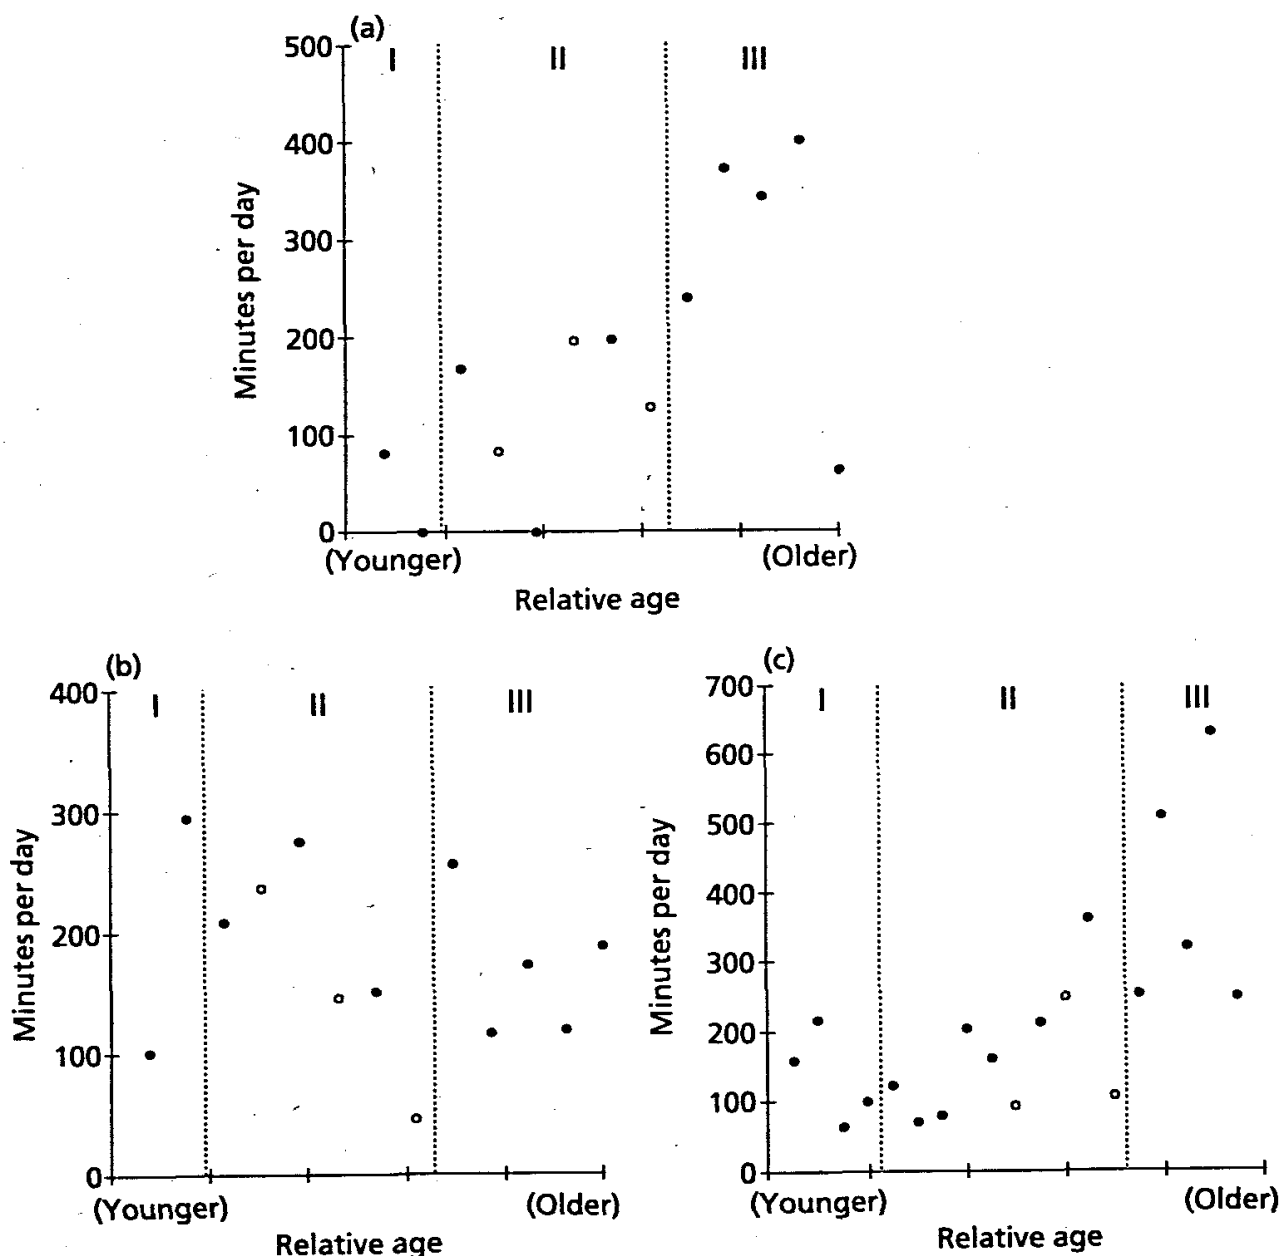 (a)
I II III
500
400
300
200
100
0
Minutes per day
(Younger) (Older)
Relative age
(b)
I II III
400
300
200
100
0
Minutes per day
(Younger) (Older)
Relative age
(c)
I II III
700
600
500
400
300
200
100
0
Minutes per day
(Younger) (Older)
Relative age